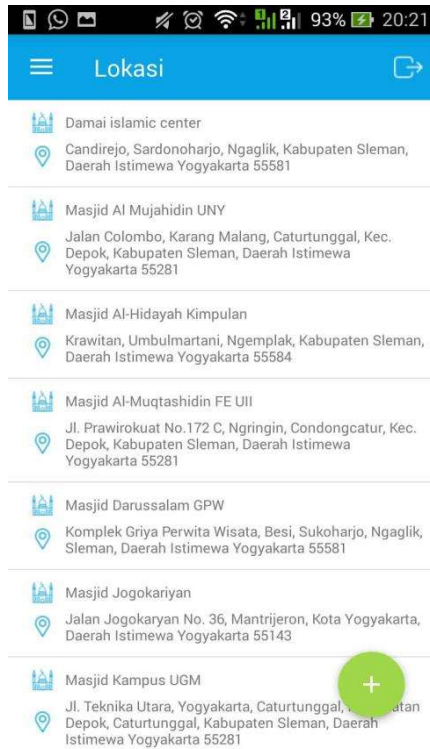 93% 20:21
Lokasi
Damai islamic center
Candirejo, Sardonoharjo, Ngaglik, Kabupaten Sleman,
Daerah Istimewa Yogyakarta 55581
Masjid Al Mujahidin UNY
Jalan Colombo, Karang Malang, Caturtunggal, Kec.
Depok, Kabupaten Sleman, Daerah Istimewa
Yogyakarta 55281
Masjid Al-Hidayah Kimpulan
Krawitan, Umbulmartani, Ngemplak, Kabupaten Sleman,
Daerah Istimewa Yogyakarta 55584
Masjid Al-Muqtashidin FE UII
Jl. Prawirokuat No.172 C, Ngringin, Condongcatur, Kec.
Depok, Kabupaten Sleman, Daerah Istimewa
Yogyakarta 55281
Masjid Darussalam GPW
Komplek Griya Perwita Wisata, Besi, Sukoharjo, Ngaglik,
Sleman, Daerah Istimewa Yogyakarta 55581
Masjid Jogokariyan
Jalan Jogokaryan No. 36, Mantrijeron, Kota Yogyakarta,
Daerah Istimewa Yogyakarta 55143
Masjid Kampus UGM
Jl. Teknika Utara, Yogyakarta, Caturtunggal,
Depok, Caturtunggal, Kabupaten Sleman, Daerah
Istimewa Yogyakarta 55281